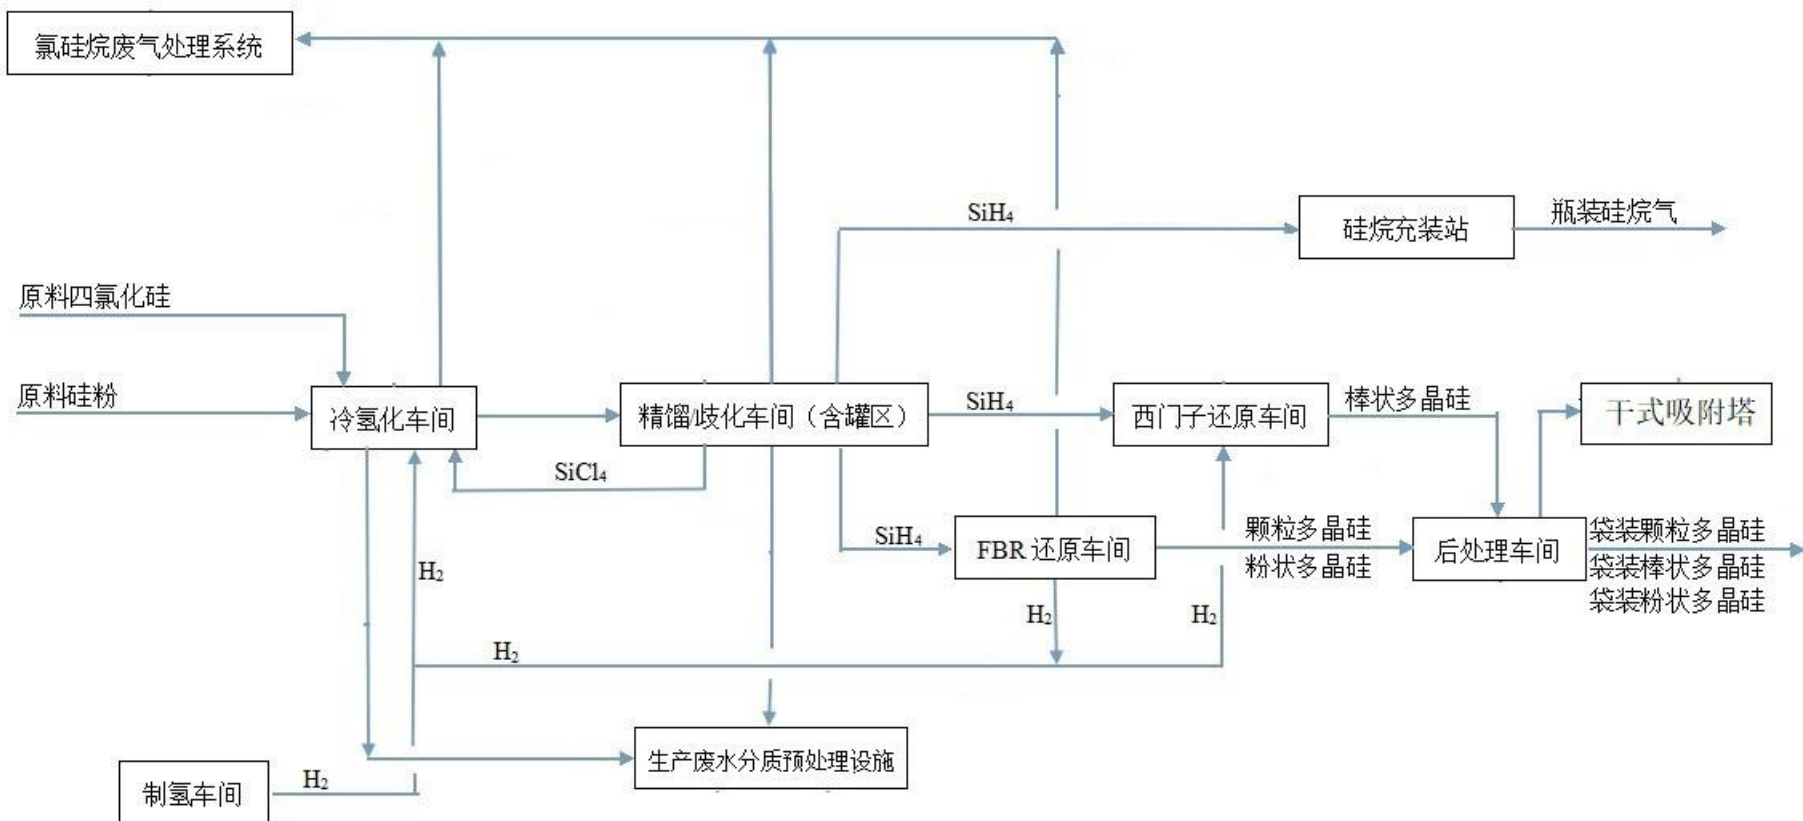 氯硅烷废气处理系统
SiH₄
硅烷充装站
瓶装硅烷气
原料四氯化硅
原料硅粉
冷氢化车间
精馏/歧化车间（含罐区）
SiH₄
西门子还原车间
棒状多晶硅
干式吸附塔
SiCl₄
SiH₄
FBR 还原车间
颗粒多晶硅
粉状多晶硅
后处理车间
袋装颗粒多晶硅
袋装棒状多晶硅
袋装粉状多晶硅
H₂
H₂
H₂
H₂
生产废水分质预处理设施
制氢车间
H₂